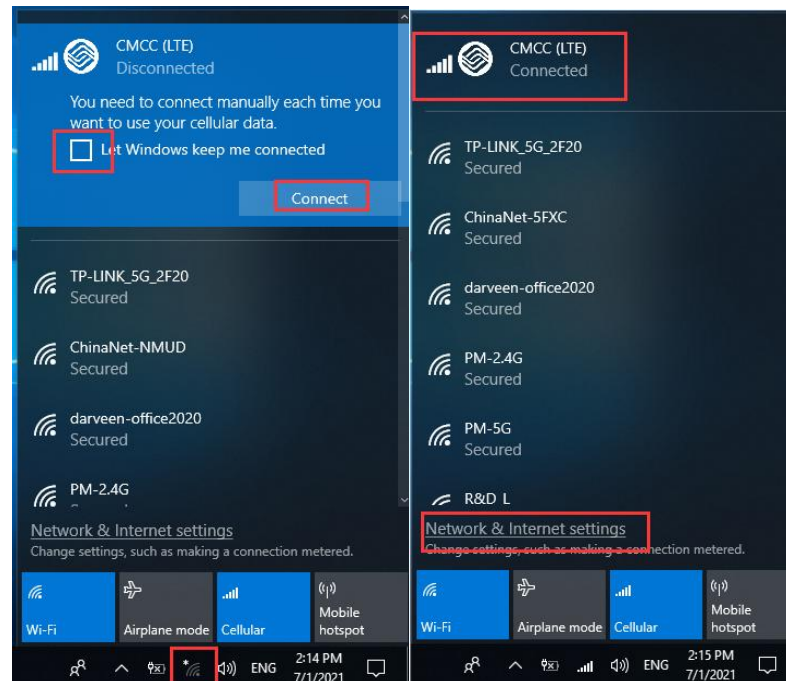 CMCC (LTE)
Disconnected
You need to connect manually each time you
want to use your cellular data.
Let Windows keep me connected
Connect
TP-LINK_5G_2F20
Secured
ChinaNet-NMUD
Secured
darveen-office2020
Secured
PM-2.4G
Network & Internet settings
Change settings, such as making a connection metered.
Wi-Fi
Airplane mode
Cellular
Mobile
hotspot
ENG
2:14 PM
7/1/2021
CMCC (LTE)
Connected
TP-LINK_5G_2F20
Secured
ChinaNet-5FXC
Secured
darveen-office2020
Secured
PM-2.4G
Secured
PM-5G
Secured
R&D L
Network & Internet settings
Change settings, such as making a connection metered.
Wi-Fi
Airplane mode
Cellular
Mobile
hotspot
ENG
2:15 PM
7/1/2021